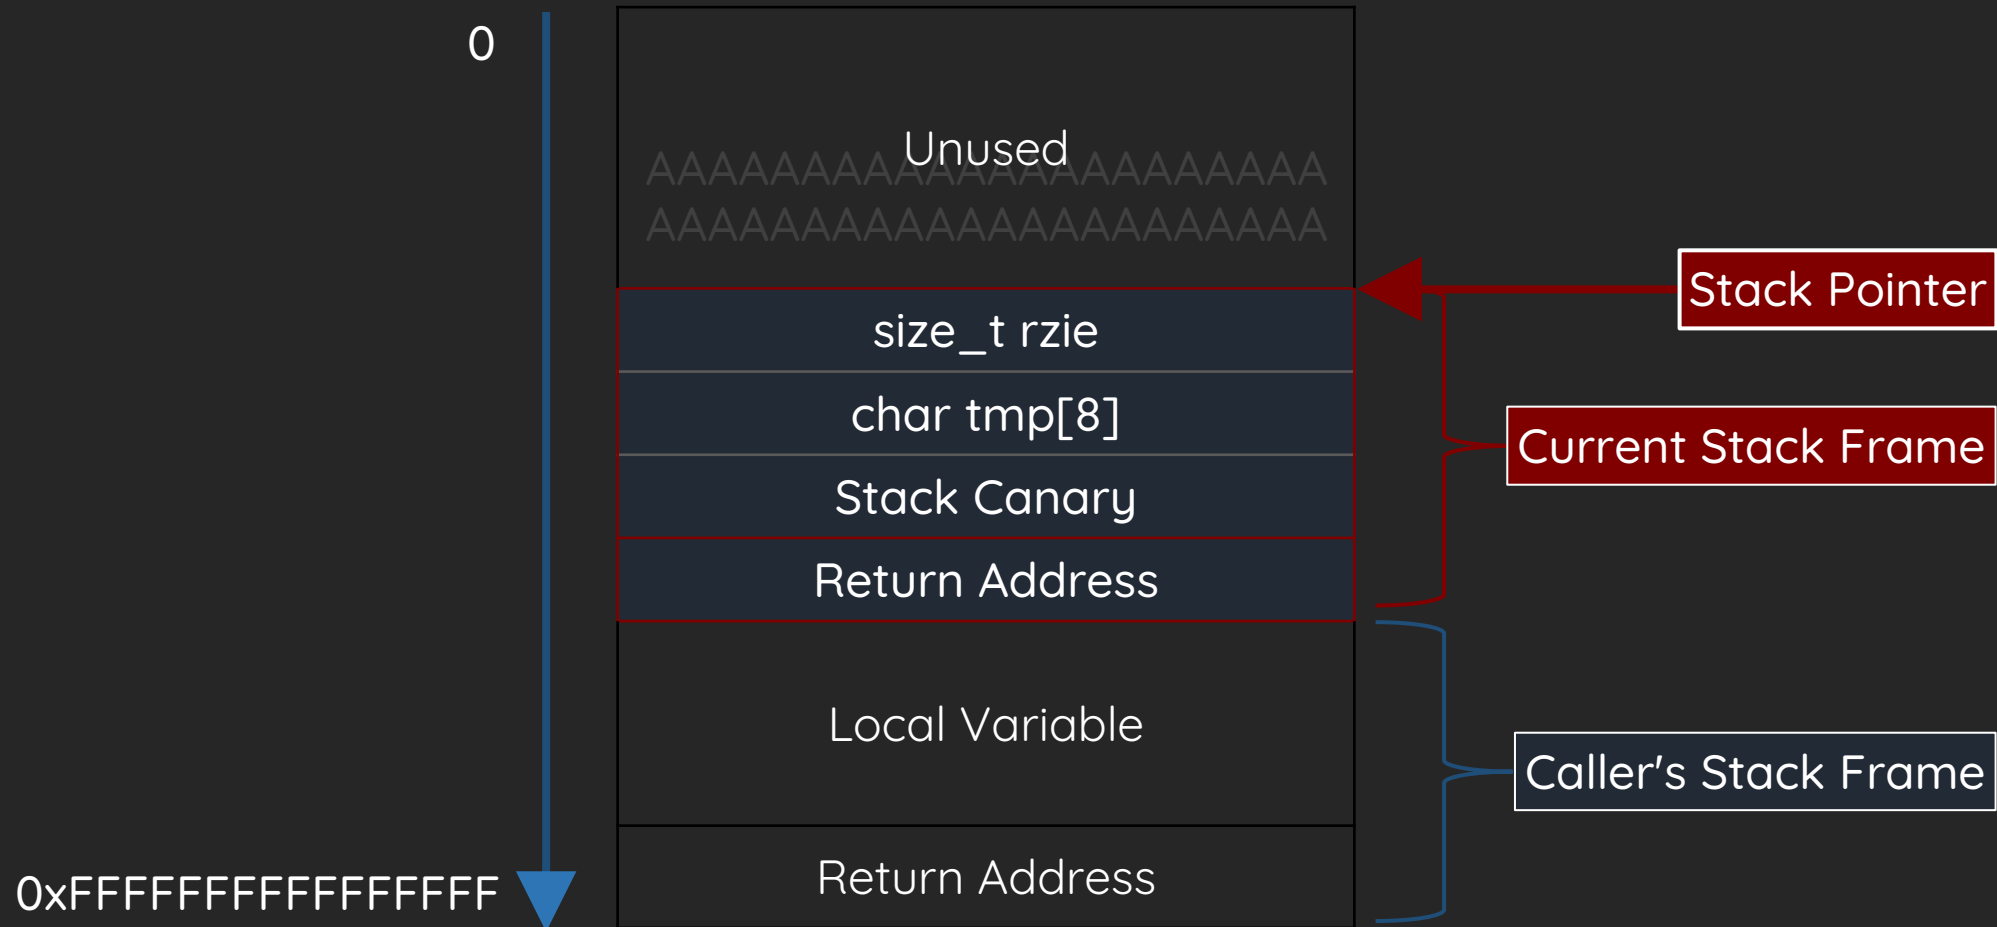 0
Unused
AAAAAAAAAAAAAAAAAAAAAA
AAAAAAAAAAAAAAAAAAAAAA
Stack Pointer
size_t rzie
char tmp[8]
Current Stack Frame
Stack Canary
Return Address
Local Variable
Caller's Stack Frame
Return Address
0xFFFFFFFFFFFFFFFF